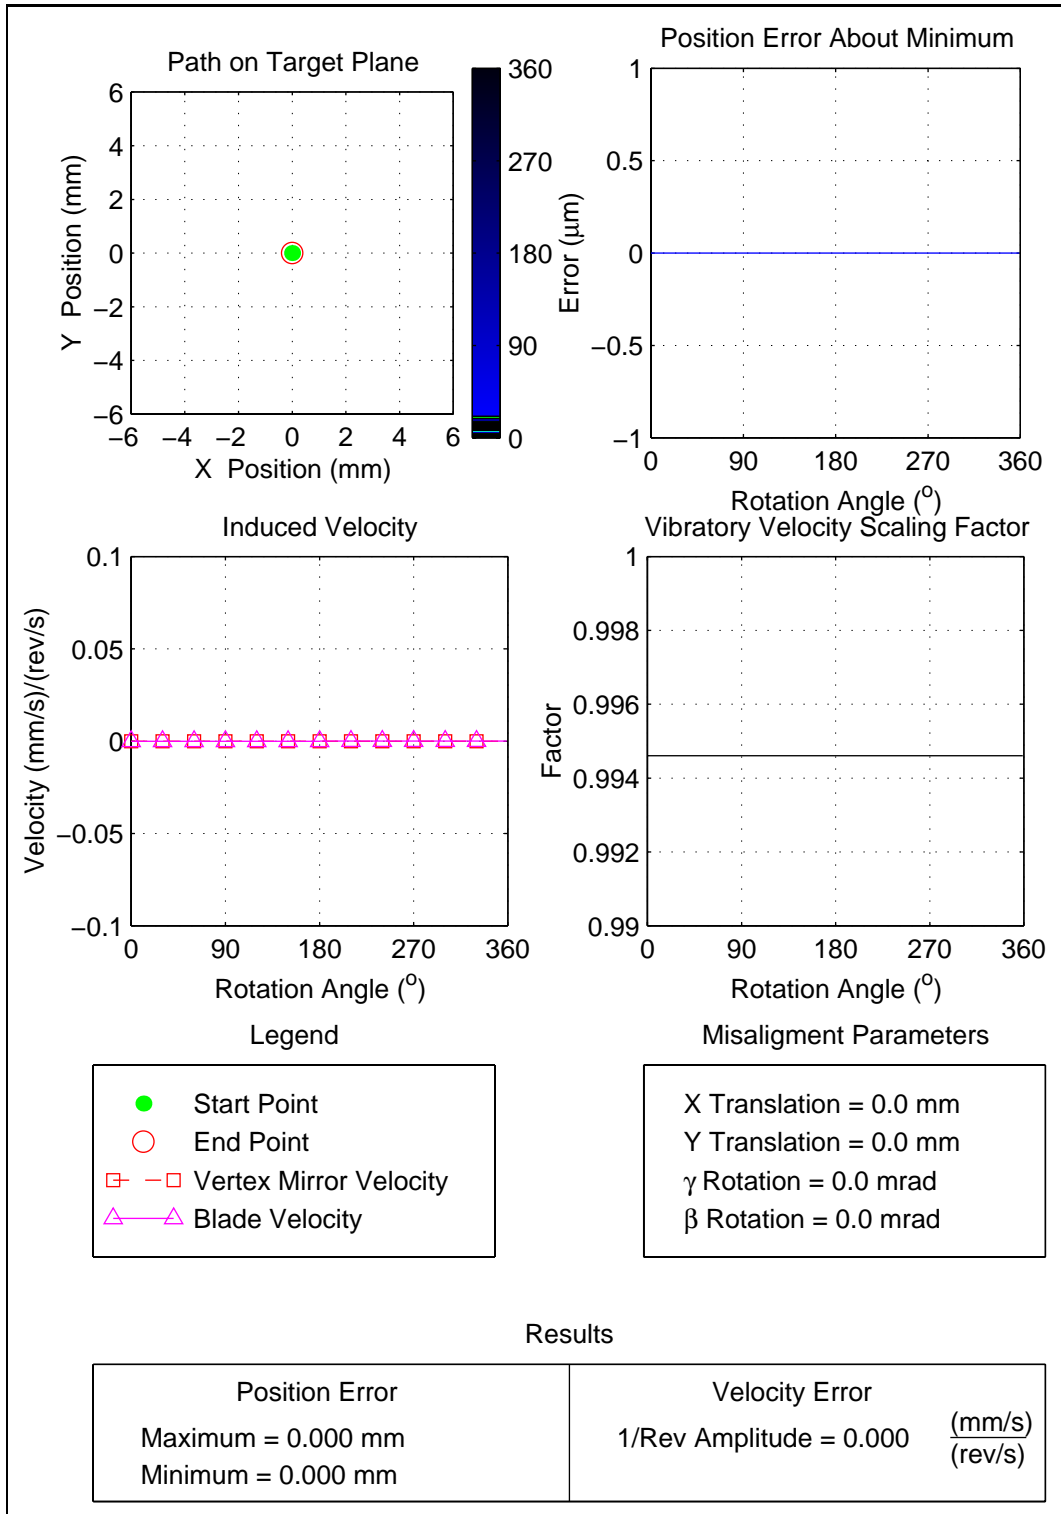 Path on Target Plane
6
4
2
0
−2
−4
−6
−6 −4 −2 0 2 4 6
X Position (mm)
Y Position (mm)
360
270
180
90
0
Position Error About Minimum
1
0.5
0
−0.5
−1
0 90 180 270 360
Rotation Angle (o)
Error (μm)
Induced Velocity
0.1
0.05
0
−0.05
−0.1
0 90 180 270 360
Rotation Angle (o)
Velocity (mm/s)/(rev/s)
Vibratory Velocity Scaling Factor
1
0.998
0.996
0.994
0.992
0.99
0 90 180 270 360
Rotation Angle (o)
Factor
Legend
Start Point
End Point
Vertex Mirror Velocity
Blade Velocity
Misaligment Parameters
X Translation = 0.0 mm
Y Translation = 0.0 mm
γ Rotation = 0.0 mrad
β Rotation = 0.0 mrad
Results
Position Error
Maximum = 0.000 mm
Minimum = 0.000 mm
Velocity Error
1/Rev Amplitude = 0.000 (mm/s)
(rev/s)